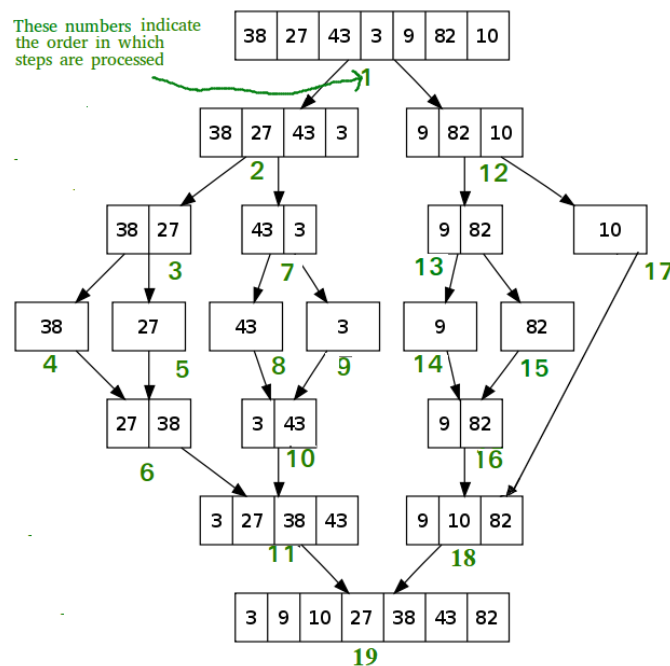 These numbers indicate
the order in which
steps are processed
38 27 43 3 9 82 10
1
38 27 43 3 9 82 10
2 12
38 27 43 3 9 82 10
3 7 13 17
38 27 43 3 9 82
4 5 8 9 14 15
27 38 3 43 9 82
6 10 16
3 27 38 43 9 10 82
11 18
3 9 10 27 38 43 82
19